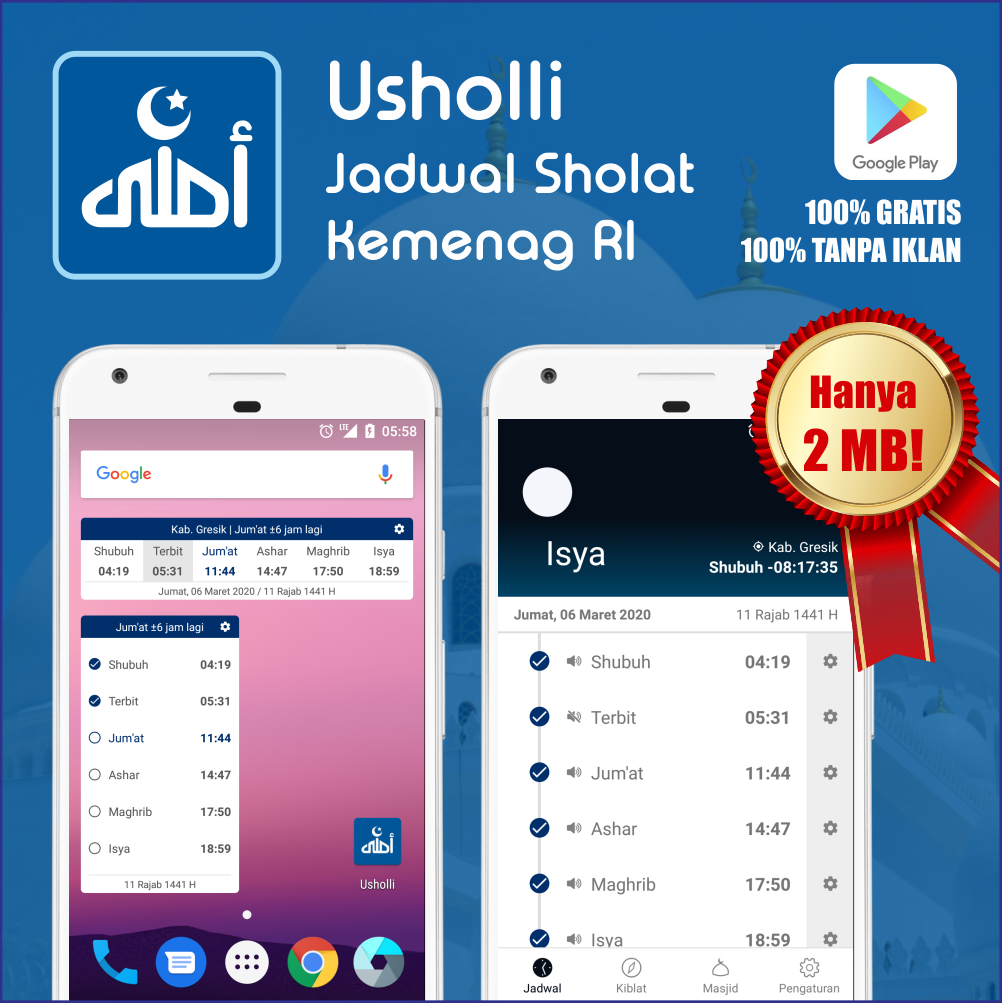 أصلى
Usholli
Jadwal Sholat
Kemenag RI
Google Play
100% GRATIS
100% TANPA IKLAN
Hanya
2 MB!
LTE 05:58
Google
Kab. Gresik | Jum'at ±6 jam lagi
Shubuh Terbit Jum'at Ashar Maghrib Isya
04:19 05:31 11:44 14:47 17:50 18:59
Jumat, 06 Maret 2020 / 11 Rajab 1441 H
Jum'at ±6 jam lagi
Shubuh 04:19
Terbit 05:31
Jum'at 11:44
Ashar 14:47
Maghrib 17:50
Isya 18:59
11 Rajab 1441 H
أصلى
Usholli
Isya
Kab. Gresik
Shubuh -08:17:35
Jumat, 06 Maret 2020 11 Rajab 1441 H
Shubuh 04:19
Terbit 05:31
Jum'at 11:44
Ashar 14:47
Maghrib 17:50
Isya 18:59
Jadwal Kiblat Masjid Pengaturan